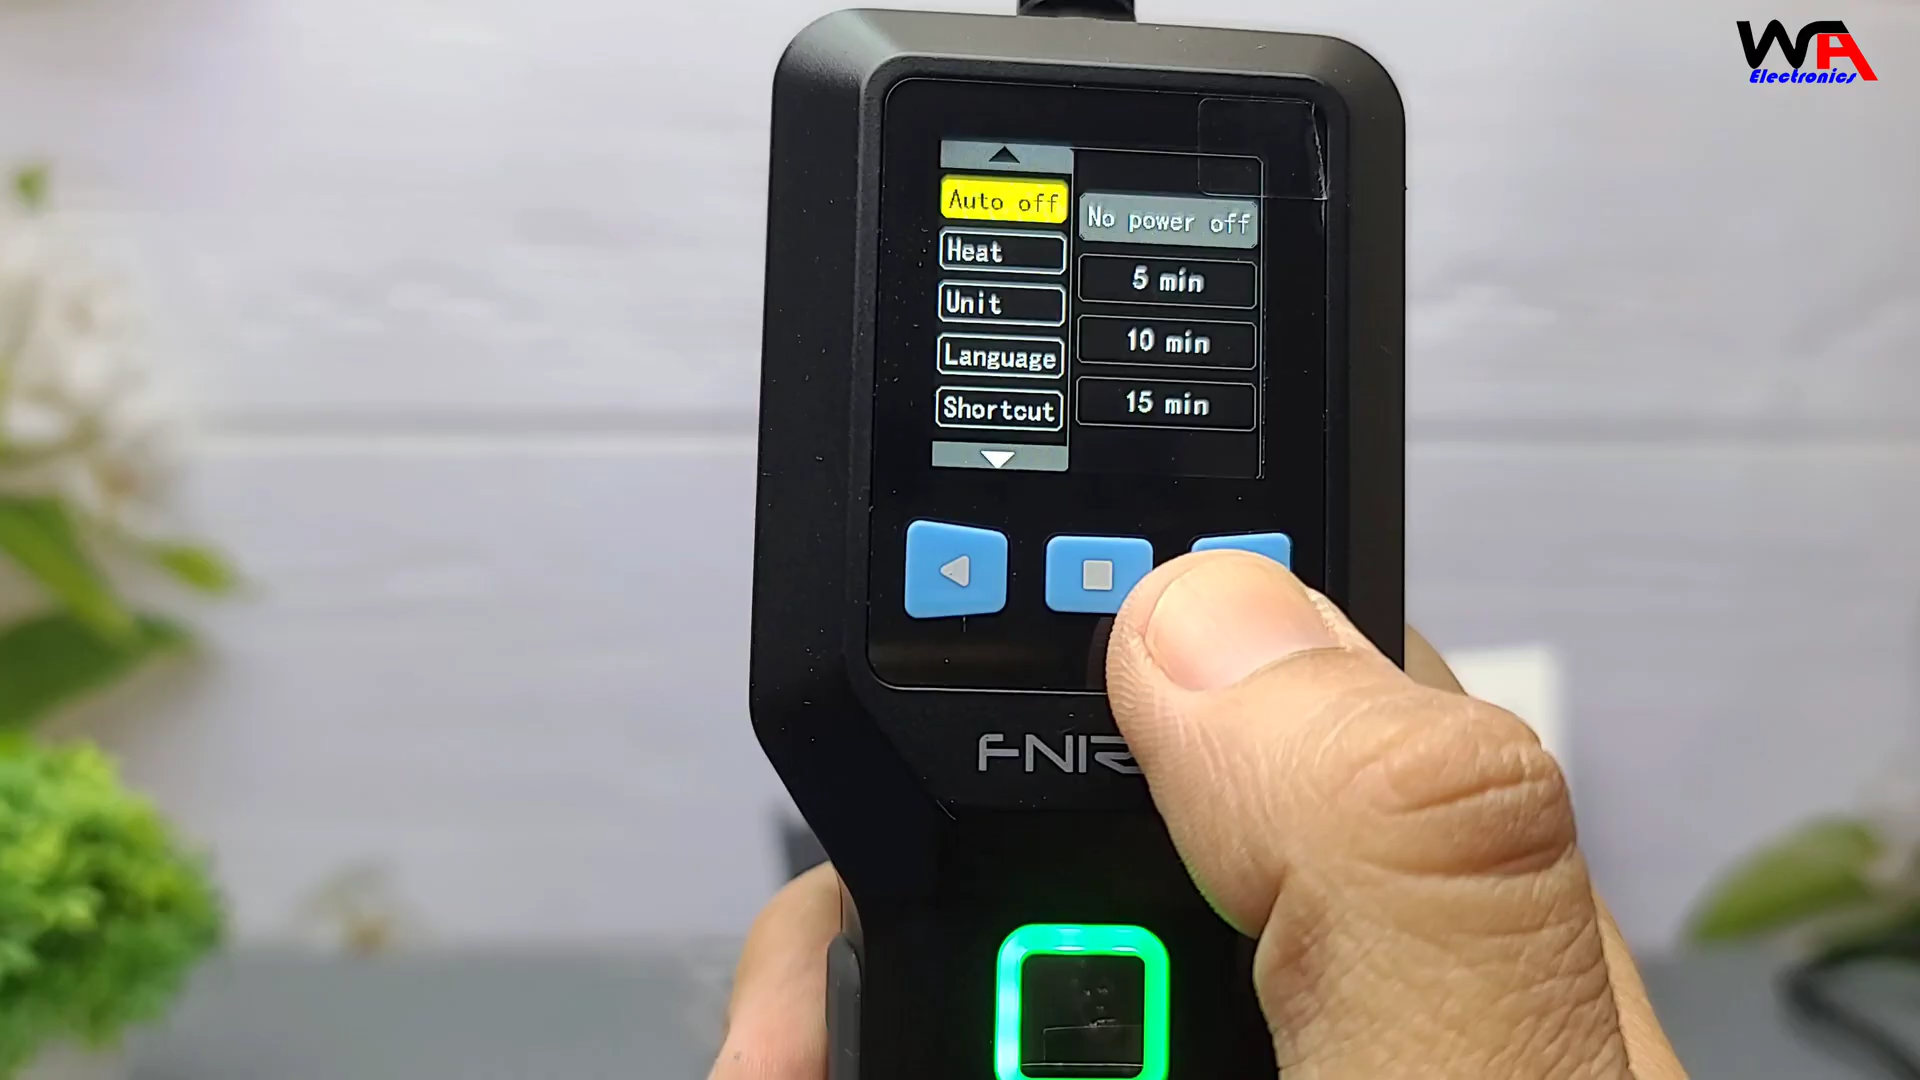 WA
Electronics
Auto off
Heat
Unit
Language
Shortcut
No power off
5 min
10 min
15 min
FNIR